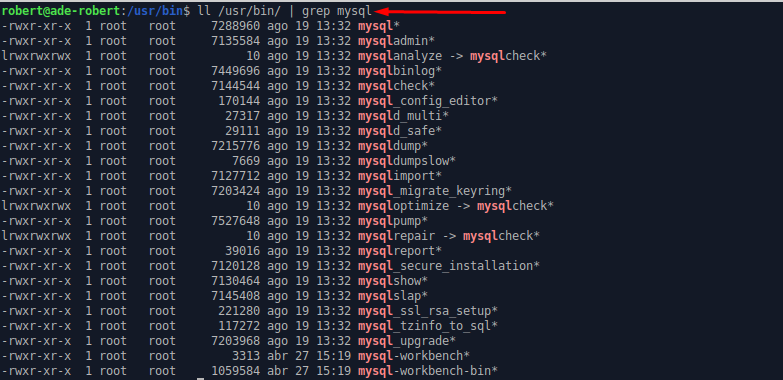 robert@ade-robert:/usr/bin$ ll /usr/bin/ | grep mysql
-rwxr-xr-x  1 root   root     7288960 ago 19 13:32 mysql*
-rwxr-xr-x  1 root   root     7135584 ago 19 13:32 mysqladmin*
lrwxrwxrwx  1 root   root          10 ago 19 13:32 mysqlanalyze -> mysqlcheck*
-rwxr-xr-x  1 root   root     7449696 ago 19 13:32 mysqlbinlog*
-rwxr-xr-x  1 root   root     7144544 ago 19 13:32 mysqlcheck*
-rwxr-xr-x  1 root   root      170144 ago 19 13:32 mysql_config_editor*
-rwxr-xr-x  1 root   root       27317 ago 19 13:32 mysqld_multi*
-rwxr-xr-x  1 root   root       29111 ago 19 13:32 mysqld_safe*
-rwxr-xr-x  1 root   root     7215776 ago 19 13:32 mysqldump*
-rwxr-xr-x  1 root   root        7669 ago 19 13:32 mysqldumpslow*
-rwxr-xr-x  1 root   root     7127712 ago 19 13:32 mysqlimport*
-rwxr-xr-x  1 root   root     7203424 ago 19 13:32 mysql_migrate_keyring*
lrwxrwxrwx  1 root   root          10 ago 19 13:32 mysqloptimize -> mysqlcheck*
-rwxr-xr-x  1 root   root     7527648 ago 19 13:32 mysqlpump*
lrwxrwxrwx  1 root   root          10 ago 19 13:32 mysqlrepair -> mysqlcheck*
-rwxr-xr-x  1 root   root       39016 ago 19 13:32 mysqlreport*
-rwxr-xr-x  1 root   root     7120128 ago 19 13:32 mysql_secure_installation*
-rwxr-xr-x  1 root   root     7130464 ago 19 13:32 mysqlshow*
-rwxr-xr-x  1 root   root     7145408 ago 19 13:32 mysqlslap*
-rwxr-xr-x  1 root   root      221280 ago 19 13:32 mysql_ssl_rsa_setup*
-rwxr-xr-x  1 root   root      117272 ago 19 13:32 mysql_tzinfo_to_sql*
-rwxr-xr-x  1 root   root     7203968 ago 19 13:32 mysql_upgrade*
-rwxr-xr-x  1 root   root        3313 abr 27 15:19 mysql-workbench*
-rwxr-xr-x  1 root   root     1059584 abr 27 15:19 mysql-workbench-bin*